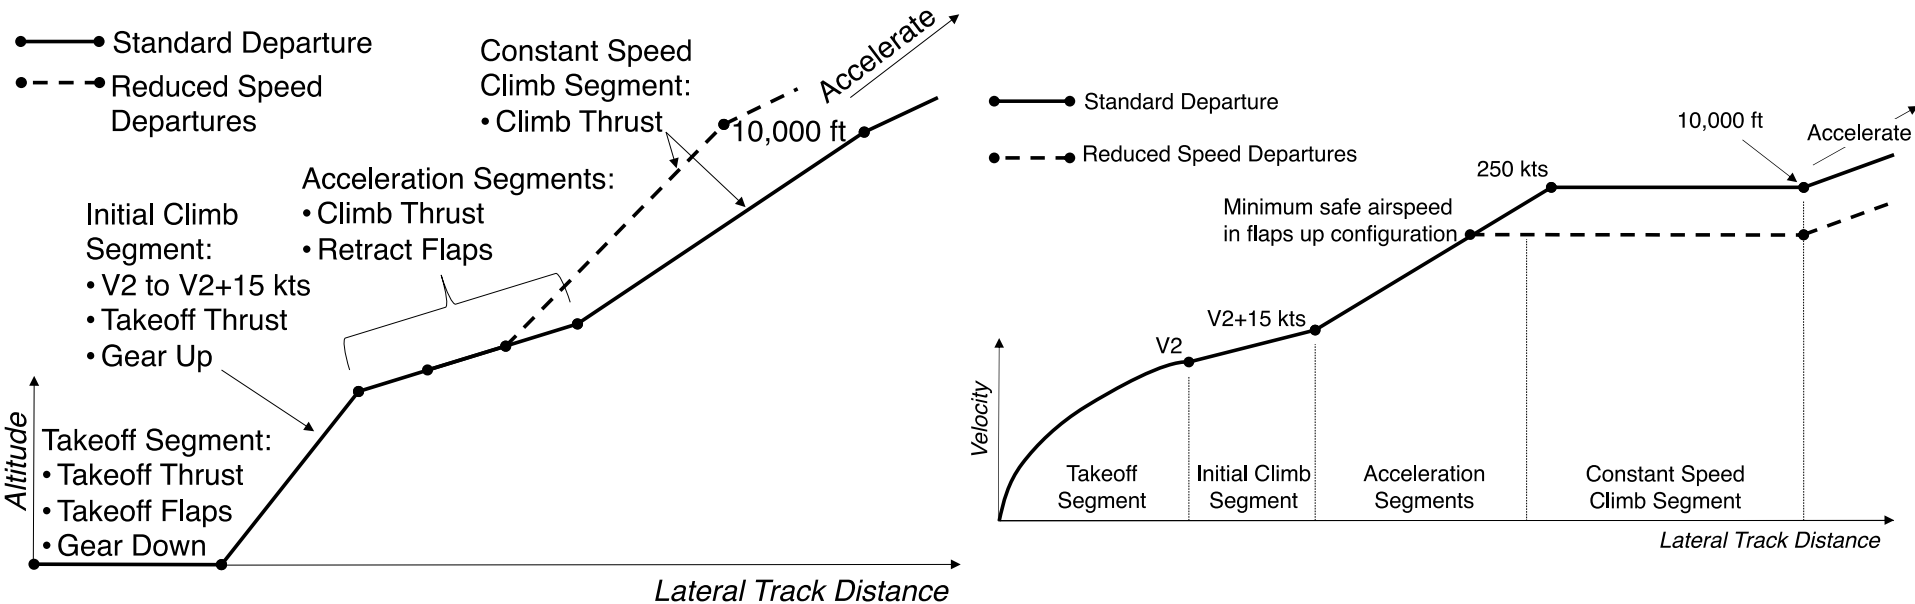 Standard Departure
Reduced Speed
Departures
Constant Speed
Climb Segment:
• Climb Thrust
Accelerate
10,000 ft
Acceleration Segments:
• Climb Thrust
• Retract Flaps
Initial Climb
Segment:
• V2 to V2+15 kts
• Takeoff Thrust
• Gear Up
Takeoff Segment:
• Takeoff Thrust
• Takeoff Flaps
• Gear Down
Altitude
Lateral Track Distance
Standard Departure
Reduced Speed Departures
10,000 ft
Accelerate
250 kts
Minimum safe airspeed
in flaps up configuration
V2+15 kts
V2
Velocity
Takeoff
Segment
Initial Climb
Segment
Acceleration
Segments
Constant Speed
Climb Segment
Lateral Track Distance